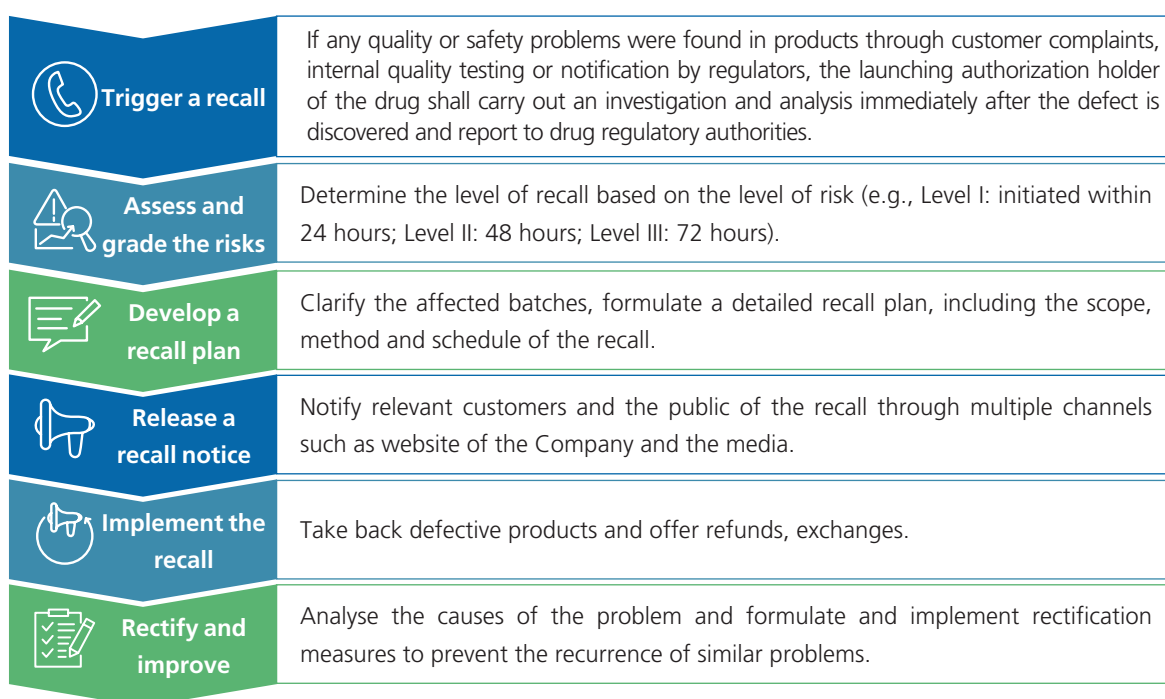 Trigger a recall
If any quality or safety problems were found in products through customer complaints,
internal quality testing or notification by regulators, the launching authorization holder
of the drug shall carry out an investigation and analysis immediately after the defect is
discovered and report to drug regulatory authorities.
Assess and
grade the risks
Determine the level of recall based on the level of risk (e.g., Level I: initiated within
24 hours; Level II: 48 hours; Level III: 72 hours).
Develop a
recall plan
Clarify the affected batches, formulate a detailed recall plan, including the scope,
method and schedule of the recall.
Release a
recall notice
Notify relevant customers and the public of the recall through multiple channels
such as website of the Company and the media.
Implement the
recall
Take back defective products and offer refunds, exchanges.
Rectify and
improve
Analyse the causes of the problem and formulate and implement rectification
measures to prevent the recurrence of similar problems.